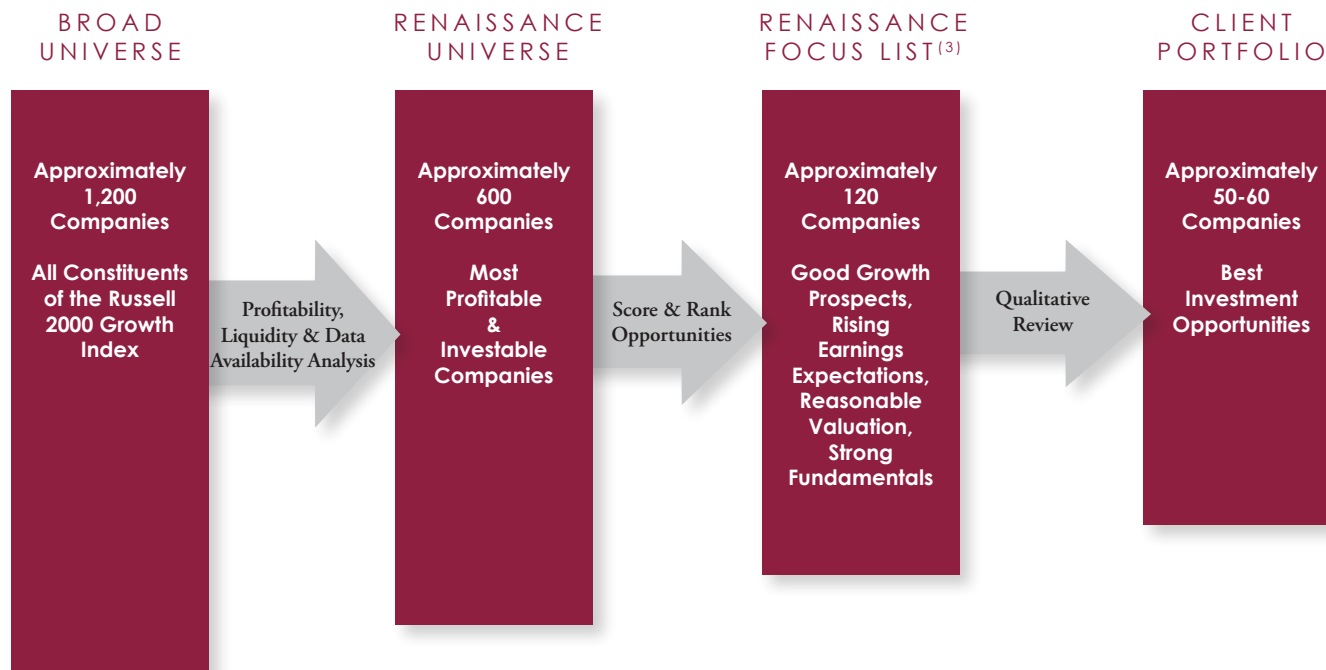 BROAD
UNIVERSE
RENAISSANCE
UNIVERSE
RENAISSANCE
FOCUS LIST(3)
CLIENT
PORTFOLIO
Approximately
1,200
Companies
All Constituents
of the Russell
2000 Growth
Index
Profitability,
Liquidity & Data
Availability Analysis
Approximately
600
Companies
Most
Profitable
&
Investable
Companies
Score & Rank
Opportunities
Approximately
120
Companies
Good Growth
Prospects,
Rising
Earnings
Expectations,
Reasonable
Valuation,
Strong
Fundamentals
Qualitative
Review
Approximately
50-60
Companies
Best
Investment
Opportunities